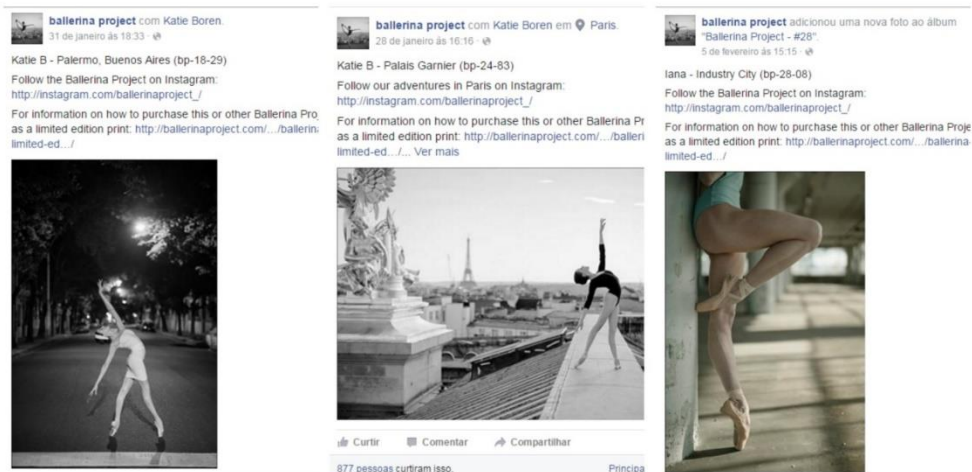 ballerina project com Katie Boren.
31 de janeiro às 18:33 ·
Katie B - Palermo, Buenos Aires (bp-18-29)
Follow the Ballerina Project on Instagram:
http://instagram.com/ballerinaproject_/
For information on how to purchase this or other Ballerina Pro
as a limited edition print: http://ballerinaproject.com/…/ballerin
limited-ed…/
ballerina project com Katie Boren em Paris.
28 de janeiro às 16:16 ·
Katie B - Palais Garnier (bp-24-83)
Follow our adventures in Paris on Instagram:
http://instagram.com/ballerinaproject_/
For information on how to purchase this or other Ballerina Pr
as a limited edition print: http://ballerinaproject.com/…/balleri
limited-ed…/... Ver mais
Curtir Comentar Compartilhar
877 pessoas curtiram isso. Principa
ballerina project adicionou uma nova foto ao álbum
"Ballerina Project - #28".
5 de fevereiro às 15:15 ·
Iana - Industry City (bp-28-08)
Follow the Ballerina Project on Instagram:
http://instagram.com/ballerinaproject_/
For information on how to purchase this or other Ballerina Proje
as a limited edition print: http://ballerinaproject.com/…/ballerina-
limited-ed…/